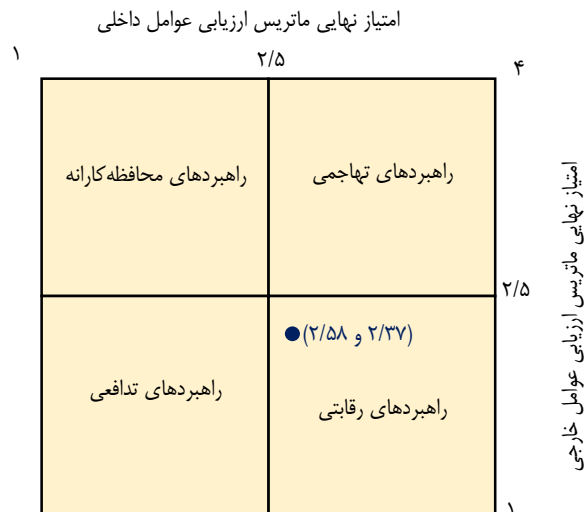 امتیاز نهایی ماتریس ارزیابی عوامل داخلی
۱
۲/۵
۴
راهبردهای تهاجمی
راهبردهای محافظه‌کارانه
امتیاز نهایی ماتریس ارزیابی عوامل خارجی
۲/۵
(۲/۳۷ و ۲/۵۸)
راهبردهای رقابتی
راهبردهای تدافعی
۱